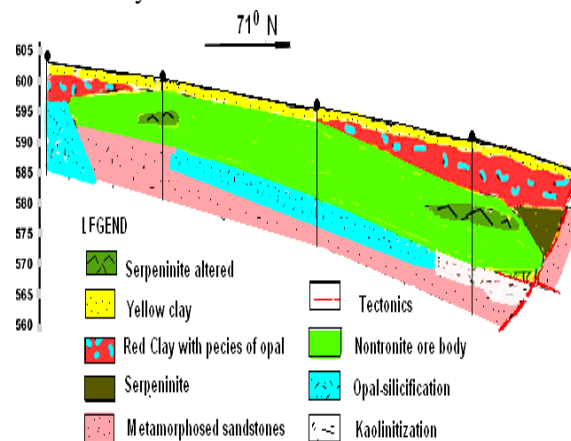 71⁰ N
605
600
595
590
585
580
575
570
565
560
LEGEND
Serpeninite altered
Yellow clay
Red Clay with pecies of opal
Serpeninite
Metamorphosed sandstones
Tectonics
Nontronite ore body
Opal-silicification
Kaolinitization